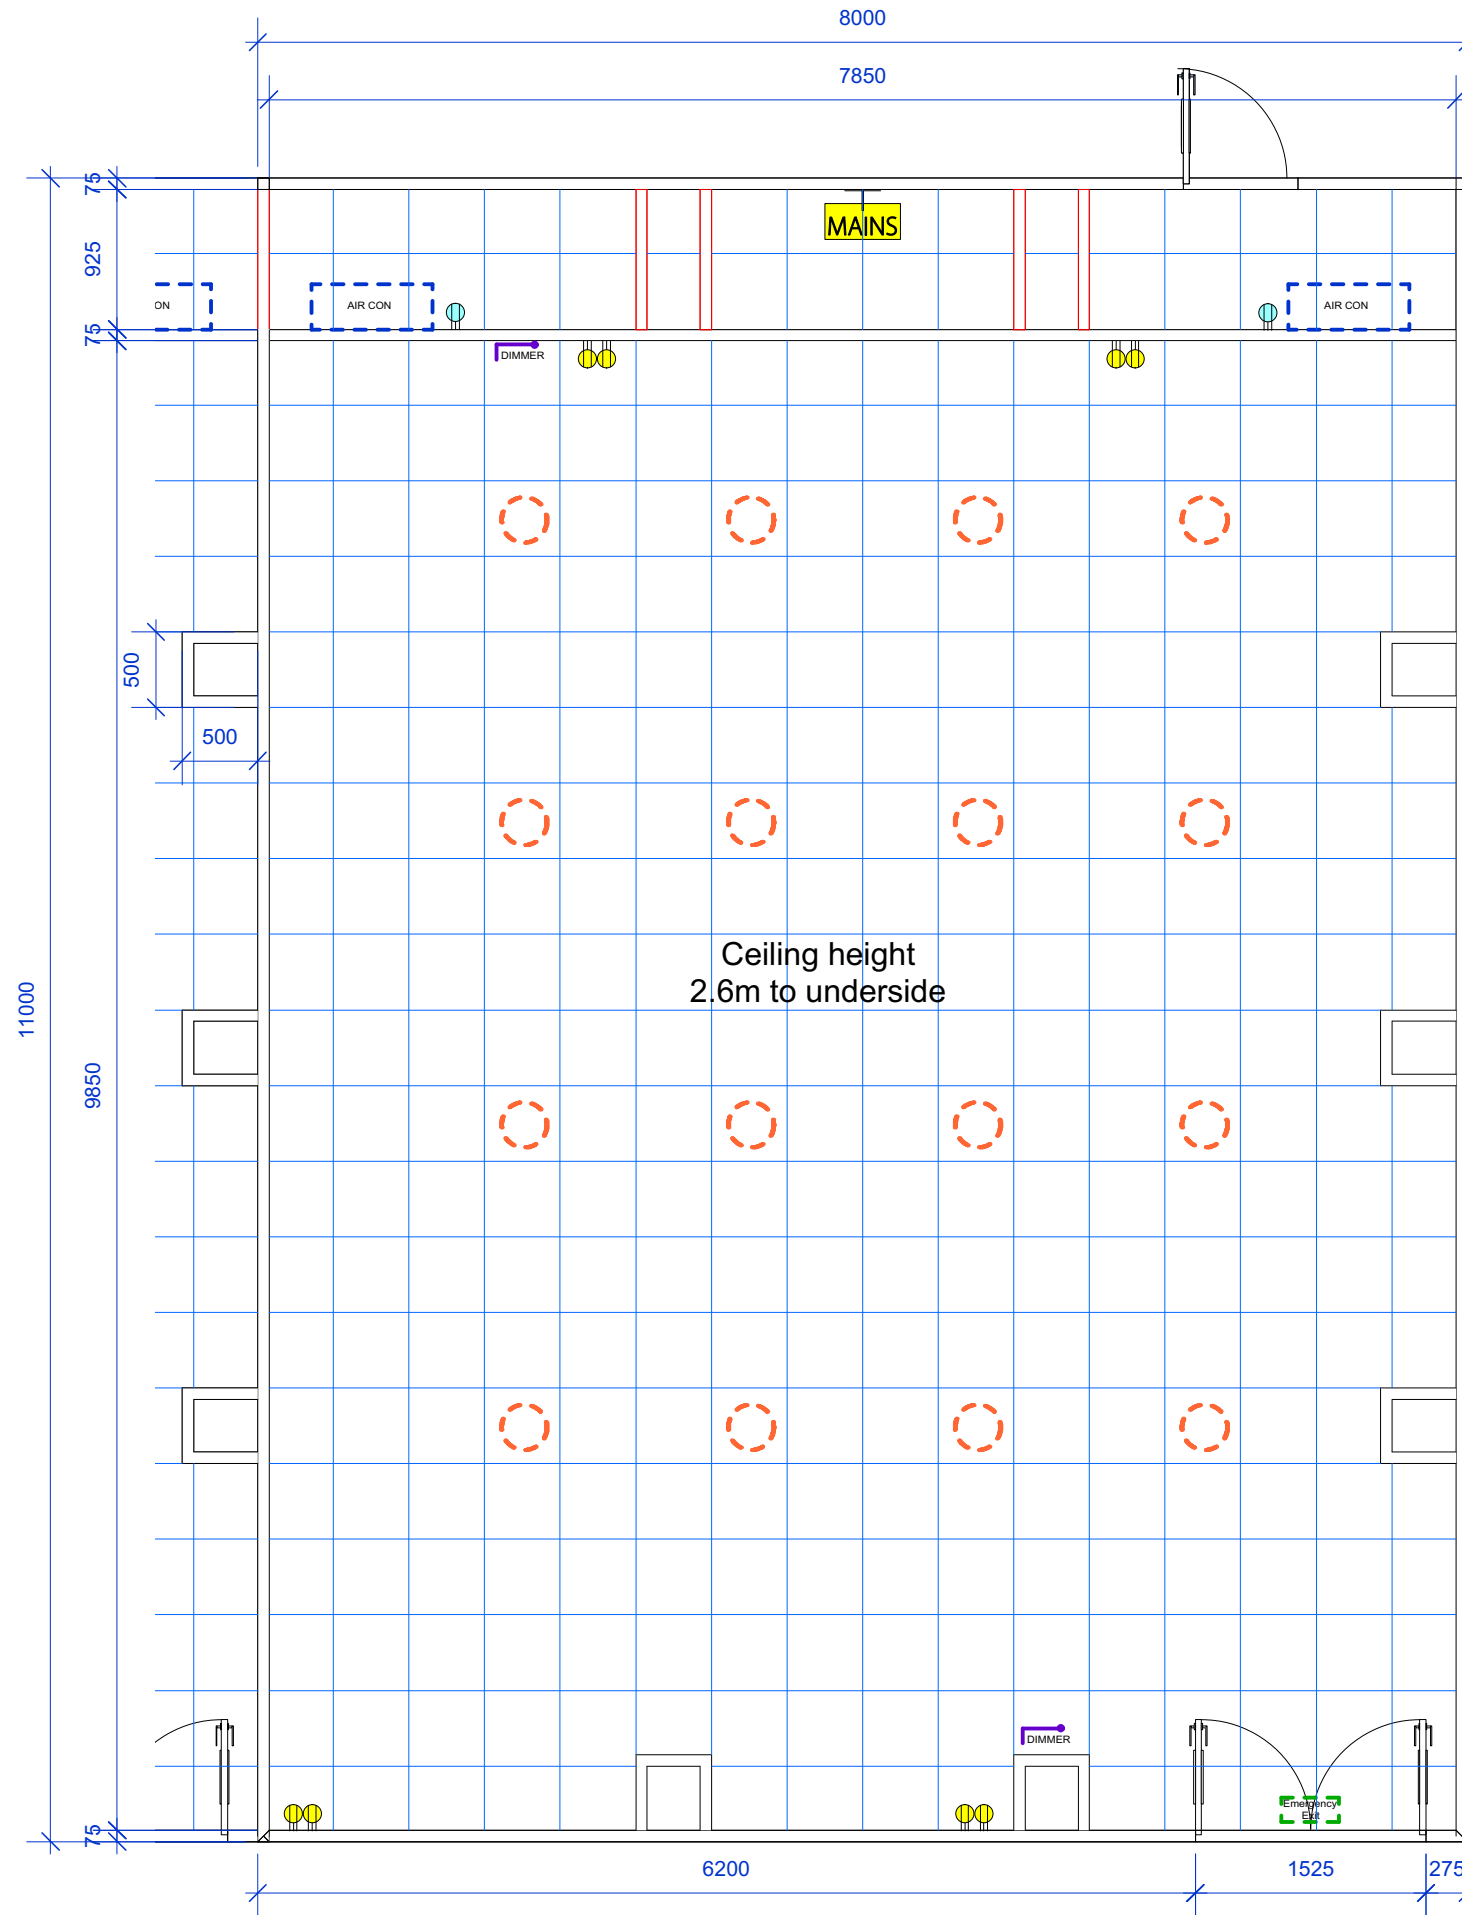 8000
7850
75
MAINS
925
ON
AIR CON
AIR CON
75
DIMMER
500
500
Ceiling height
2.6m to underside
11000
9850
DIMMER
Emergency
Exit
75
6200
1525
275